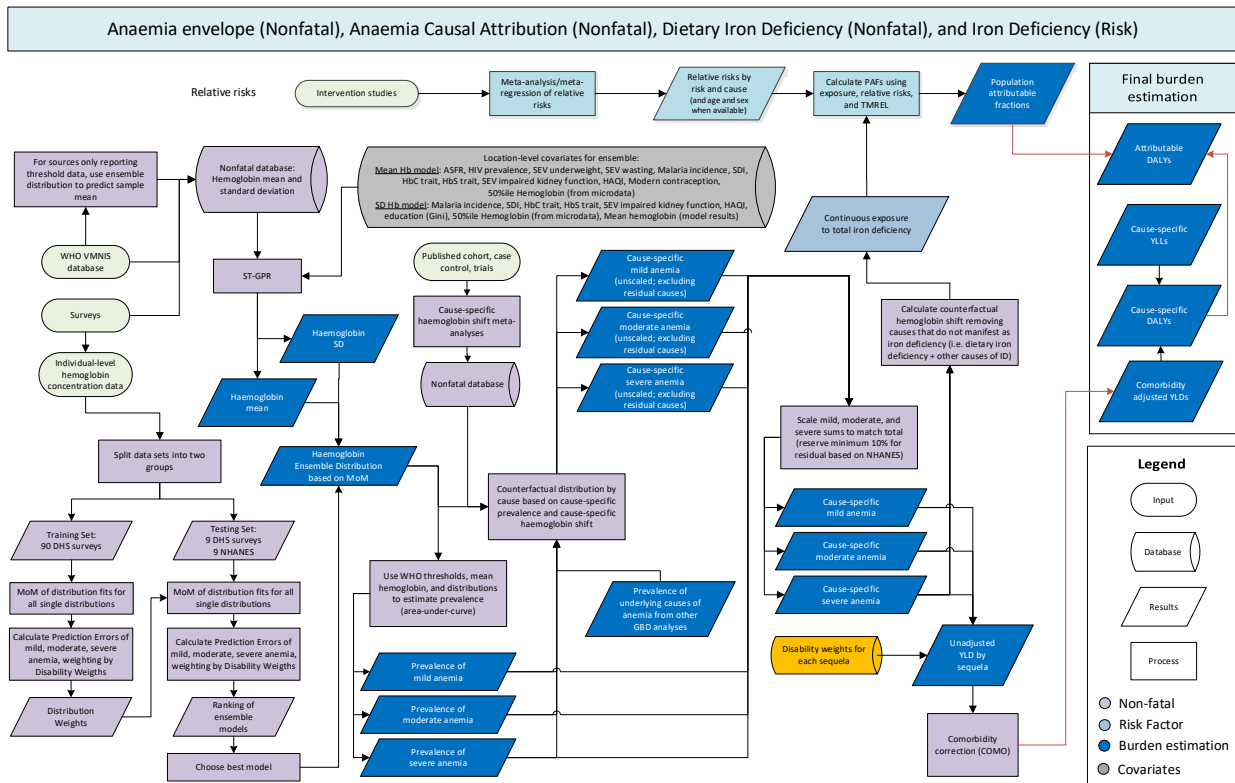 Anaemia envelope (Nonfatal), Anaemia Causal Attribution (Nonfatal), Dietary Iron Deficiency (Nonfatal), and Iron Deficiency (Risk)
Relative risks
Intervention studies
Meta-analysis/meta-
regression of relative
risks
Relative risks by
risk and cause
(and age and sex
when available)
Calculate PAFs using
exposure, relative risks,
and TMREL
Population
attributable
fractions
Final burden
estimation
Attributable
DALYs
Cause-specific
YLLs
Cause-specific
DALYs
Comorbidity
adjusted YLDs
For sources only reporting
threshold data, use
ensemble distribution to
predict sample
mean
Nonfatal database:
Hemoglobin mean and
standard deviation
Location-level covariates for ensemble:
Mean Hb model: ASFR, HIV prevalence, SEV underweight, SEV wasting, Malaria incidence, SDI,
HbC trait, HbS trait, SEV impaired kidney function, HAQI, Modern contraception,
50%ile Hemoglobin (from microdata)
SD Hb model: Malaria incidence, SDI, HbC trait, HbS trait, SEV impaired kidney function, HAQI,
education (Gini), 50%ile Hemoglobin (from microdata), Mean hemoglobin (model results)
Continuous exposure
to total iron deficiency
WHO VMNIS
database
ST-GPR
Published cohort, case
control, trials
Cause-specific
mild anemia
(unscaled; excluding
residual causes)
Surveys
Cause-specific
haemoglobin shift meta-
analyses
Cause-specific
moderate anemia
(unscaled; excluding
residual causes)
Calculate counterfactual
hemoglobin shift removing
causes that do not manifest as
iron deficiency (i.e. dietary iron
deficiency + other causes of ID)
Haemoglobin
SD
Individual-level
hemoglobin
concentration data
Nonfatal database
Cause-specific
severe anemia
(unscaled; excluding
residual causes)
Haemoglobin
mean
Scale mild, moderate, and
severe sums to match total
(reserve minimum 10% for
residual based on NHANES)
Split data sets into two
groups
Haemoglobin
Ensemble Distribution
based on MoM
Counterfactual distribution by
cause based on cause-specific
prevalence and cause-specific
haemoglobin shift
Cause-specific
mild anemia
Cause-specific
moderate anemia
Cause-specific
severe anemia
Training Set:
90 DHS surveys
Testing Set:
9 DHS surveys
9 NHANES
MoM of distribution fits for
all single distributions
MoM of distribution fits for all
single distributions
Use WHO thresholds, mean
hemoglobin, and distributions
to estimate prevalence
(area-under-curve)
Prevalence of
underlying causes of
anemia from other
GBD analyses
Calculate Prediction Errors of
mild, moderate, severe
anemia, weighting by
Disability Weigths
Calculate Prediction Errors of
mild, moderate, severe anemia,
weighting by Disability Weigths
Disability weights for
each sequela
Unadjusted
YLD by
sequela
Distribution
Weights
Ranking of
ensemble
models
Prevalence of
mild anemia
Prevalence of
moderate anemia
Prevalence of
severe anemia
Choose best model
Comorbidity
correction (COMO)
Legend
Input
Database
Results
Process
Non-fatal
Risk Factor
Burden estimation
Covariates